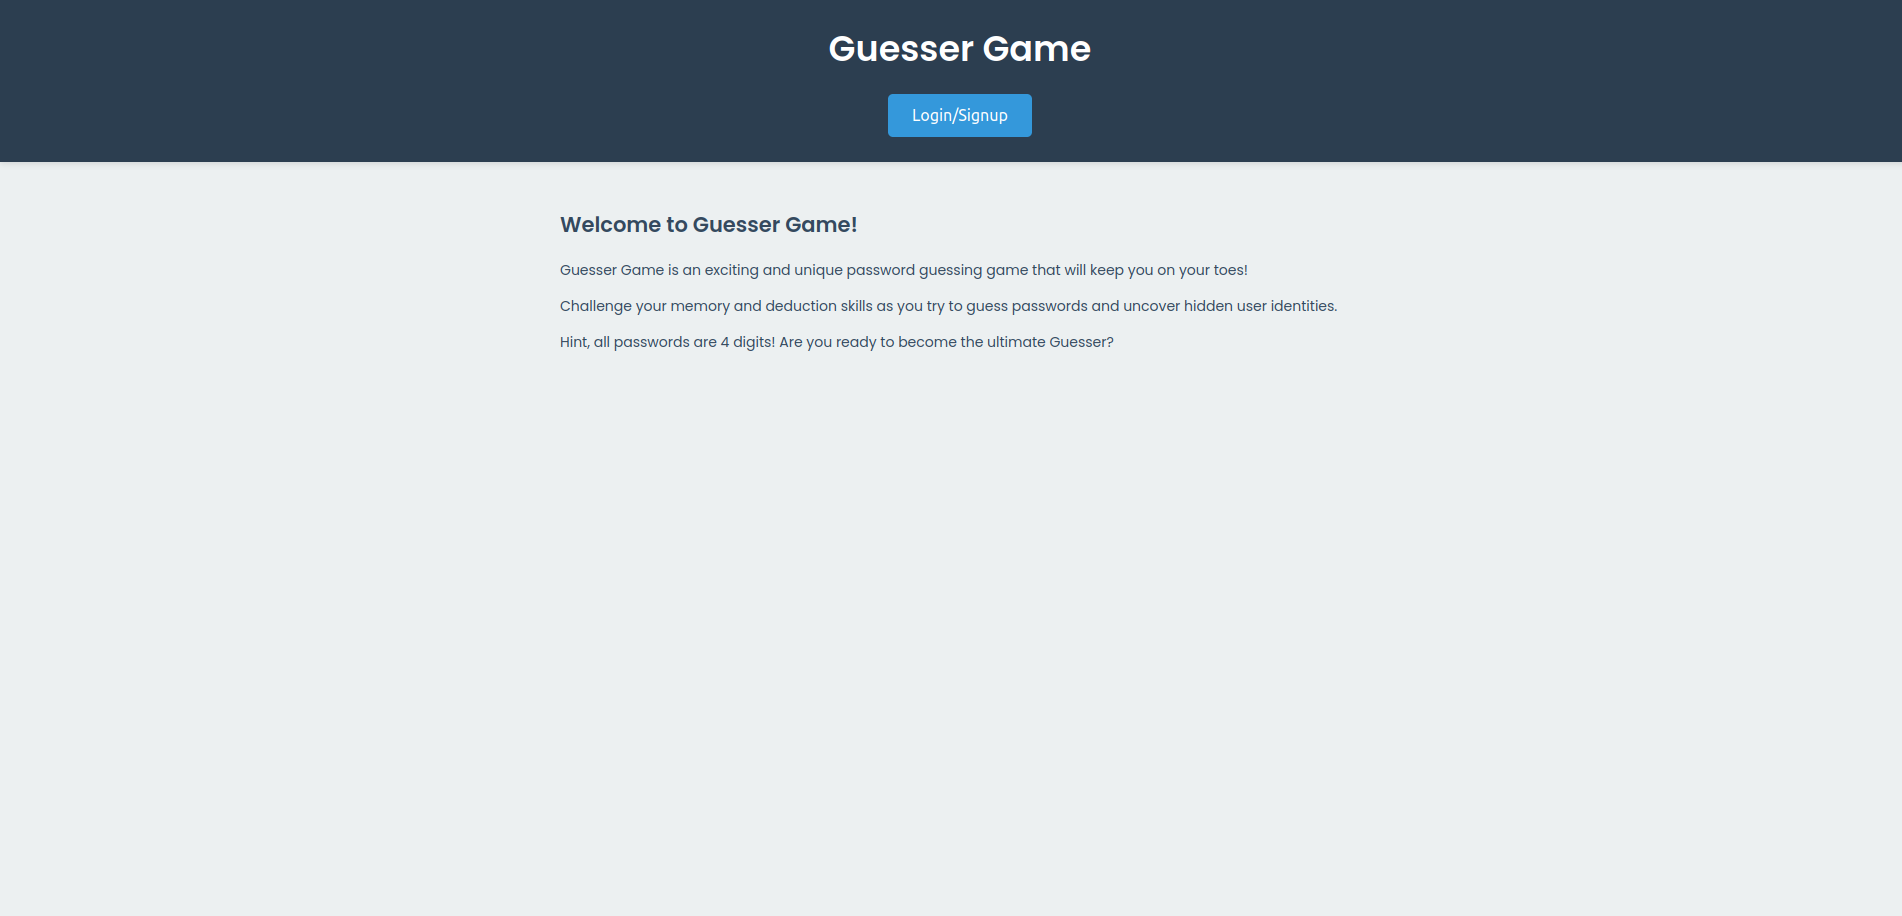 Guesser Game
Login/Signup
Welcome to Guesser Game!
Guesser Game is an exciting and unique password guessing game that will keep you on your toes!
Challenge your memory and deduction skills as you try to guess passwords and uncover hidden user identities.
Hint, all passwords are 4 digits! Are you ready to become the ultimate Guesser?